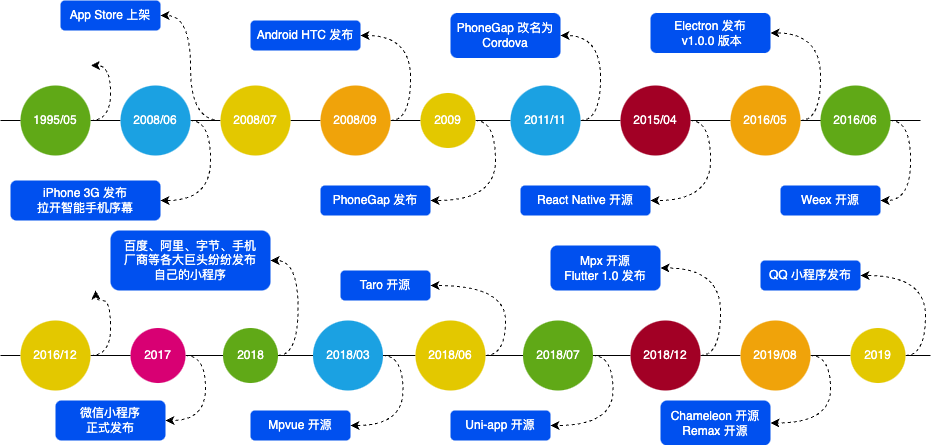 App Store 上架
Android HTC 发布
PhoneGap 改名为
Cordova
Electron 发布
v1.0.0 版本
1995/05
2008/06
2008/07
2008/09
2009
2011/11
2015/04
2016/05
2016/06
iPhone 3G 发布
拉开智能手机序幕
PhoneGap 发布
React Native 开源
Weex 开源
百度、阿里、字节、手机
厂商等各大巨头纷纷发布
自己的小程序
Taro 开源
Mpx 开源
Flutter 1.0 发布
QQ 小程序发布
2016/12
2017
2018
2018/03
2018/06
2018/07
2018/12
2019/08
2019
微信小程序
正式发布
Mpvue 开源
Uni-app 开源
Chameleon 开源
Remax 开源